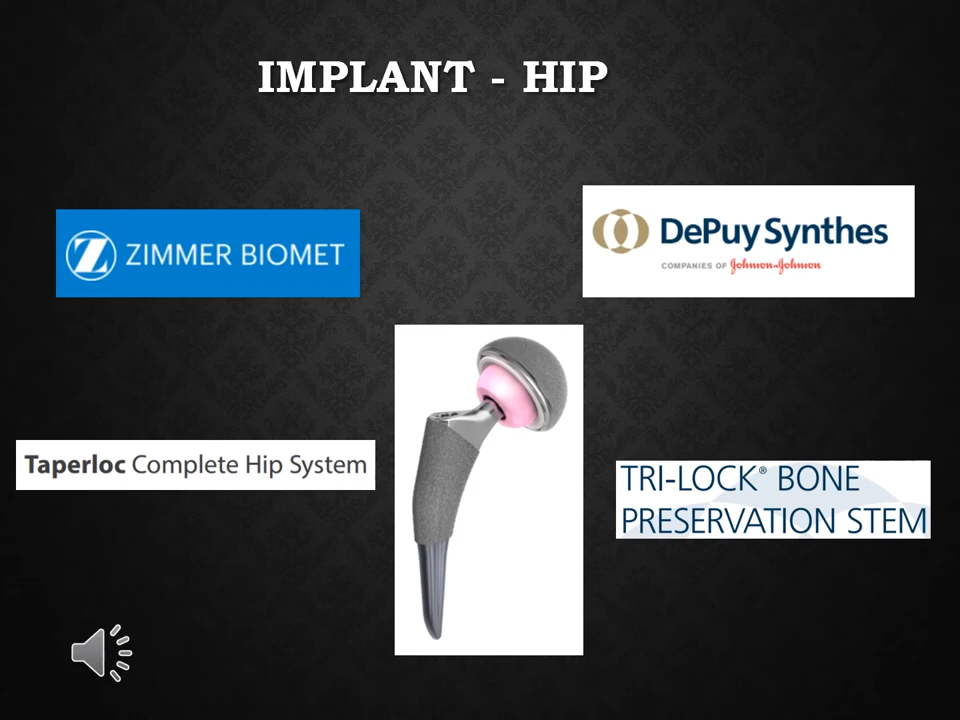 IMPLANT - HIP
ZIMMER BIOMET
DePuy Synthes
COMPANIES OF Johnson-Johnson
Taperloc Complete Hip System
TRI-LOCK® BONE
PRESERVATION STEM